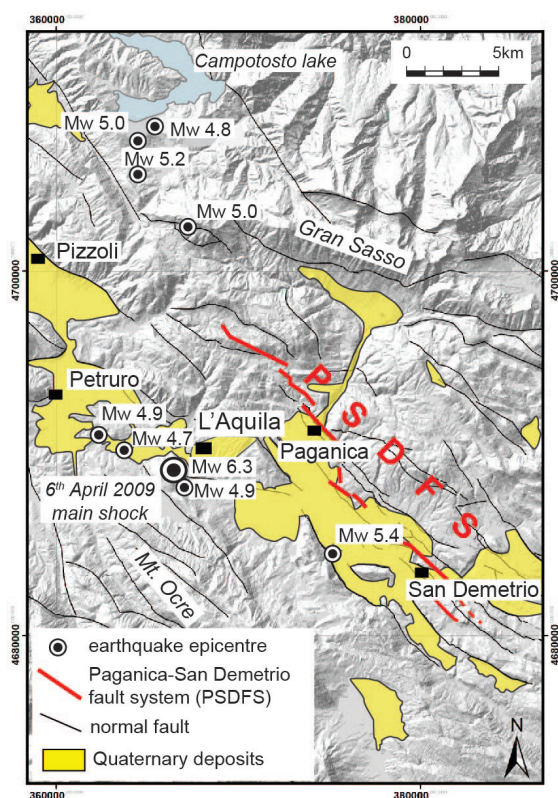 360000
380000
Campotosto lake
0
5km
Mw 5.0
Mw 4.8
Mw 5.2
Mw 5.0
Gran Sasso
4700000
4700000
Pizzoli
PSDFS
Petruro
Mw 4.9
L'Aquila
Mw 4.7
Paganica
Mw 6.3
6th April 2009
main shock
Mw 4.9
Mw 5.4
Mt. Ocre
San Demetrio
4680000
4680000
earthquake epicentre
Paganica-San Demetrio
fault system (PSDFS)
normal fault
Quaternary deposits
N
360000
380000